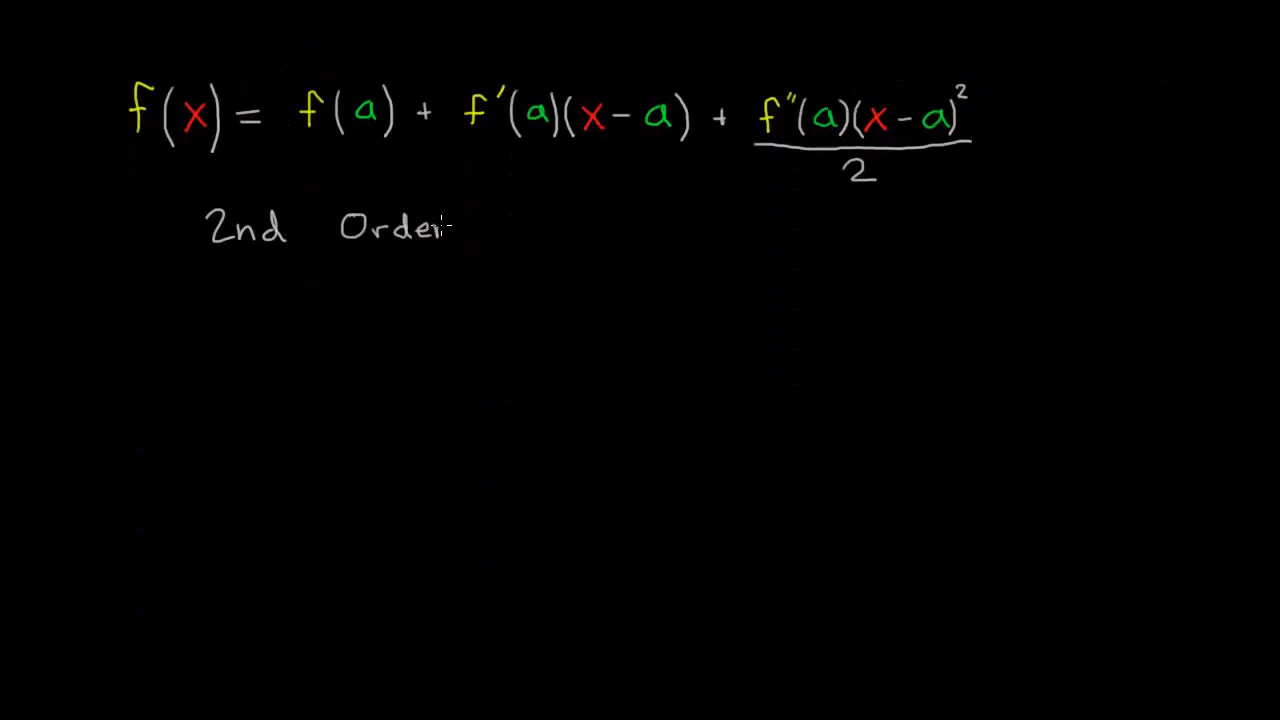 f(x) = f(a) + f'(a)(x-a) + f"(a)(x-a)²/2
2nd Order